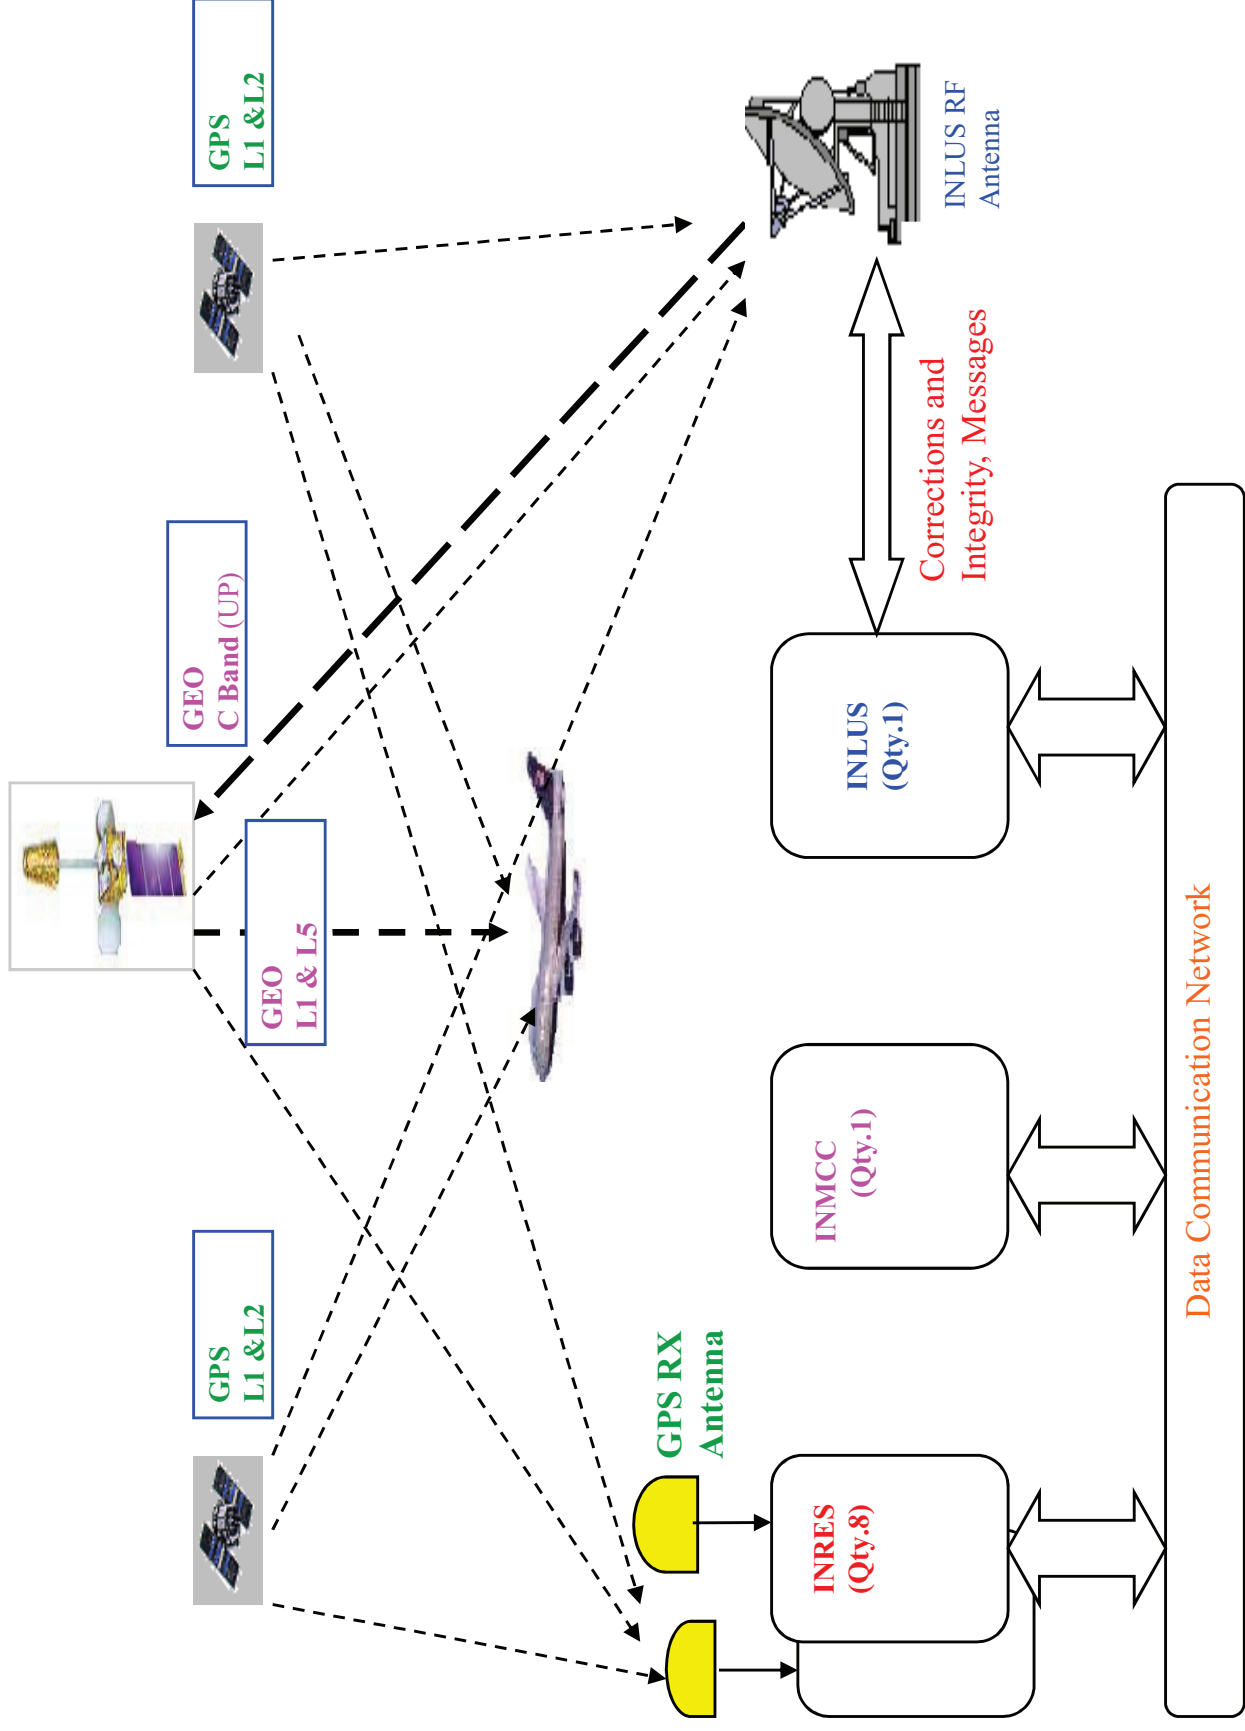 GPS
L1 &L2
GEO
C Band (UP)
GPS
L1 &L2
GEO
L1 & L5
GPS RX
Antenna
INRES
(Qty.8)
INMCC
(Qty.1)
INLUS
(Qty.1)
Corrections and
Integrity, Messages
INLUS RF
Antenna
Data Communication Network